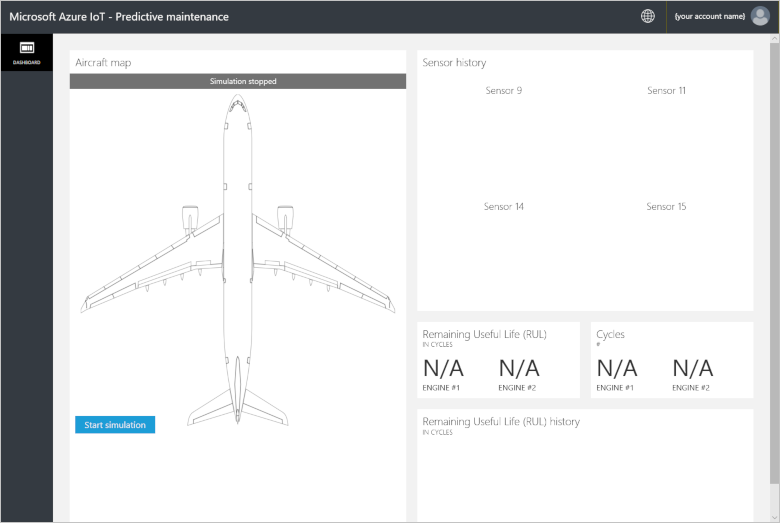 Microsoft Azure IoT - Predictive maintenance
(your account name)
DASHBOARD
Aircraft map
Simulation stopped
Start simulation
Sensor history
Sensor 9
Sensor 11
Sensor 14
Sensor 15
Remaining Useful Life (RUL)
IN CYCLES
N/A N/A
ENGINE #1 ENGINE #2
Cycles
#
N/A N/A
ENGINE #1 ENGINE #2
Remaining Useful Life (RUL) history
IN CYCLES